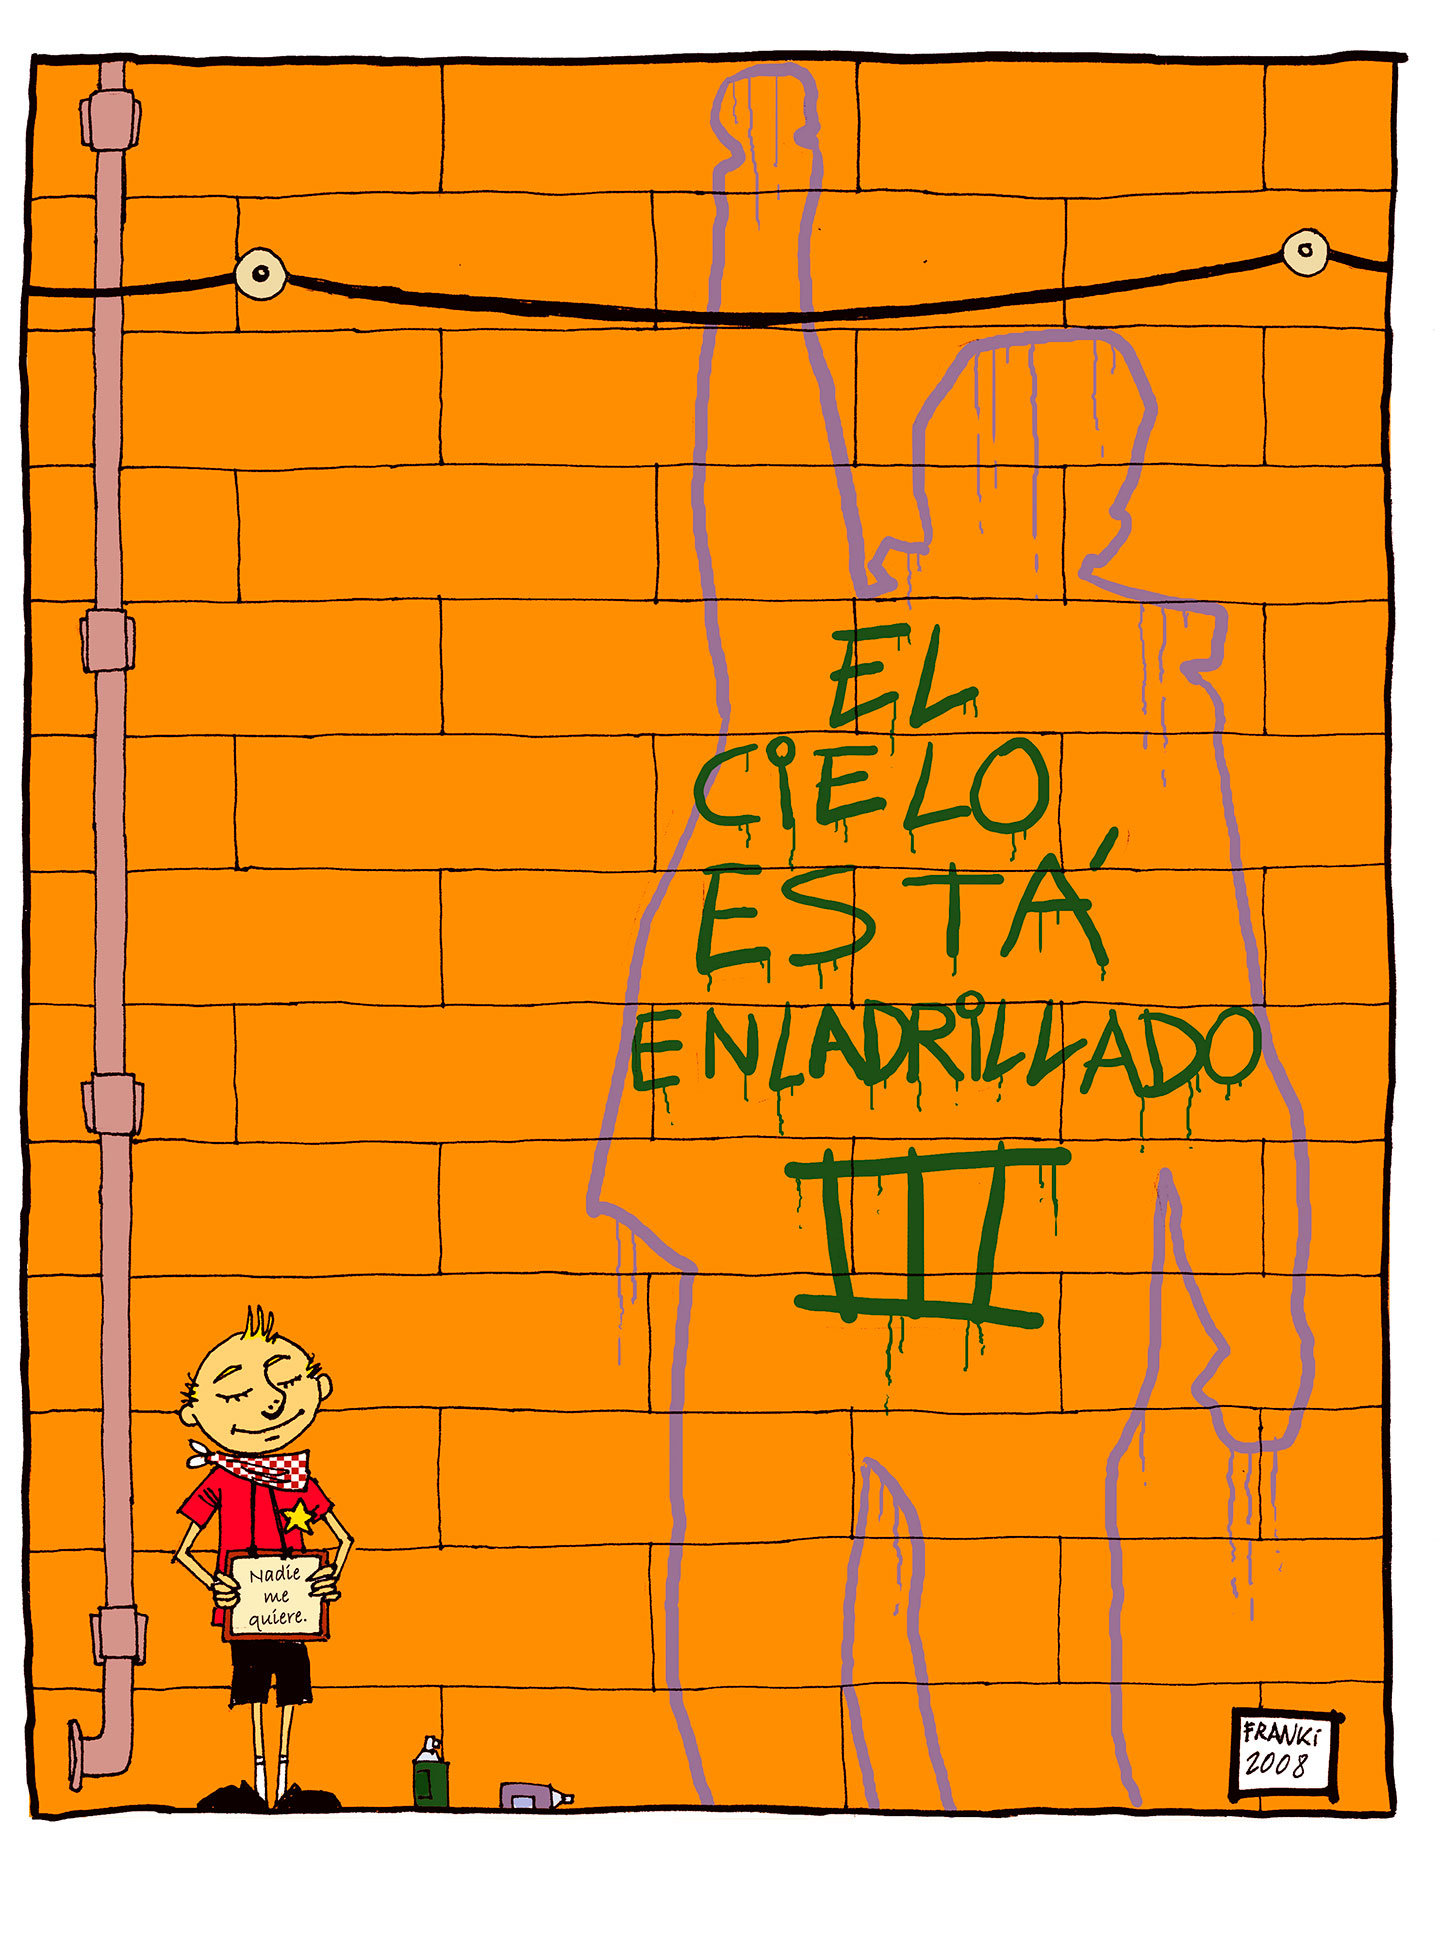 EL
CiELO
ESTÁ
ENLADRiLLADO
III
Nadie
me
quiere.
FRANKi
2008